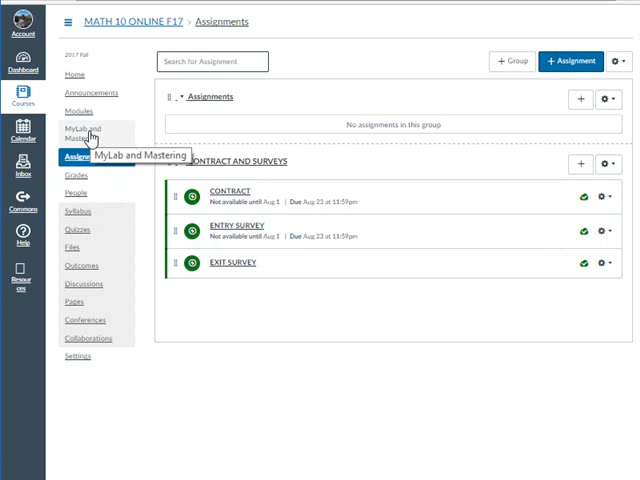 MATH 10 ONLINE F17 › Assignments
Account
Dashboard
Courses
Calendar
Inbox
Commons
Help
Resour
ces
2017 Fall
Home
Announcements
Modules
MyLab and
MyLab and Mastering
Grades
People
Syllabus
Quizzes
Files
Outcomes
Discussions
Pages
Conferences
Collaborations
Settings
Search for Assignment
+ Group
+ Assignment
Assignments
No assignments in this group
CONTRACT AND SURVEYS
CONTRACT
Not available until Aug 1 | Due Aug 23 at 11:59pm
ENTRY SURVEY
Not available until Aug 1 | Due Aug 23 at 11:59pm
EXIT SURVEY